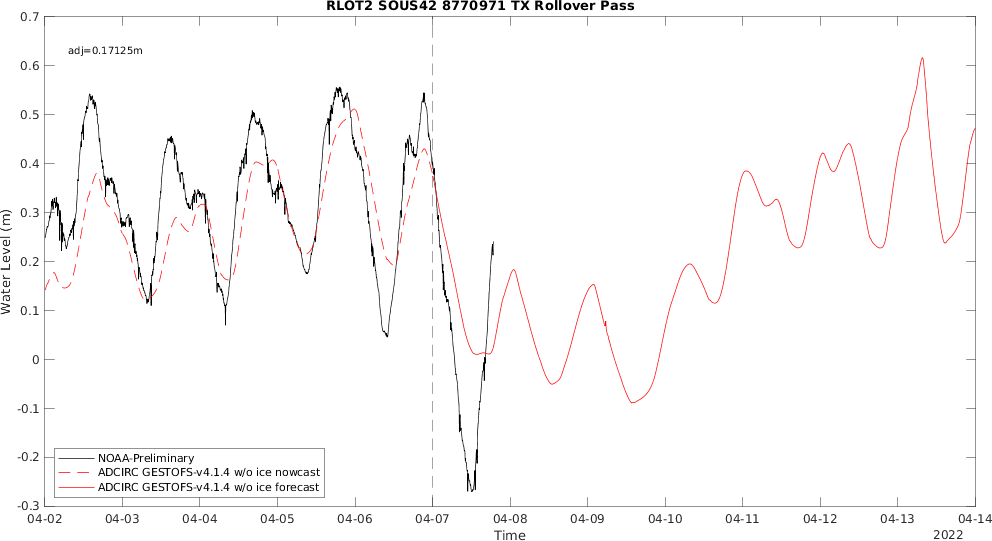 RLOT2 SOUS42 8770971 TX Rollover Pass
adj=0.17125m
Water Level (m)
0.7
0.6
0.5
0.4
0.3
0.2
0.1
0
-0.1
-0.2
-0.3
NOAA-Preliminary
ADCIRC GESTOFS-v4.1.4 w/o ice nowcast
ADCIRC GESTOFS-v4.1.4 w/o ice forecast
04-02 04-03 04-04 04-05 04-06 04-07 04-08 04-09 04-10 04-11 04-12 04-13 04-14
Time
2022